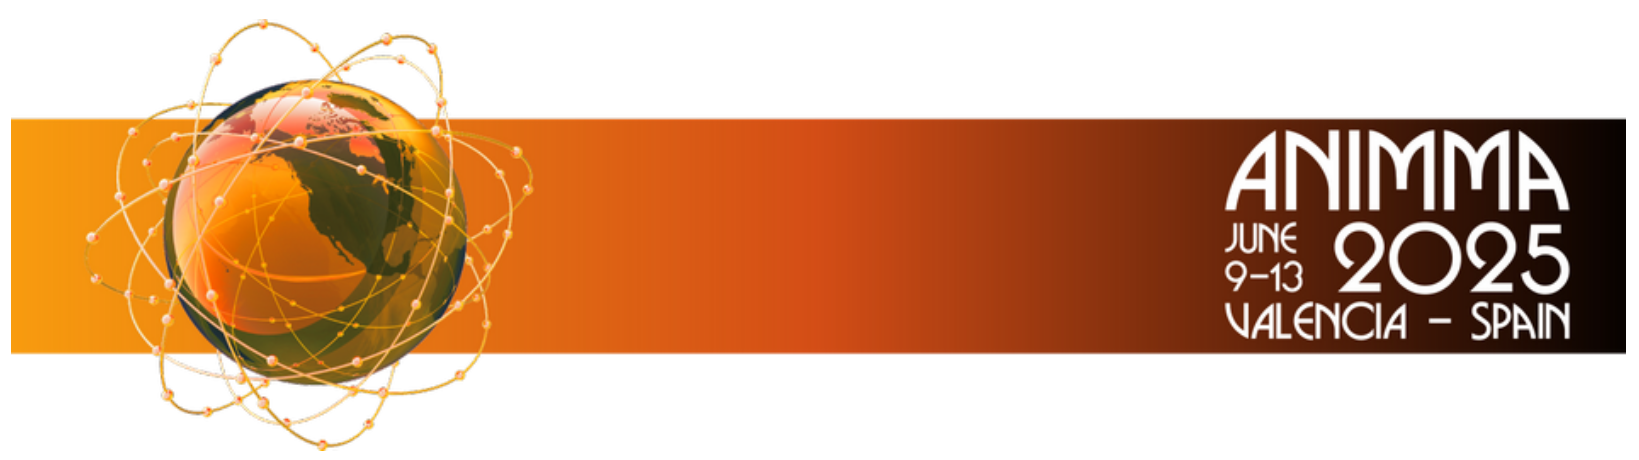 ANIMMA
JUNE
9–13
2025
VALENCIA – SPAIN